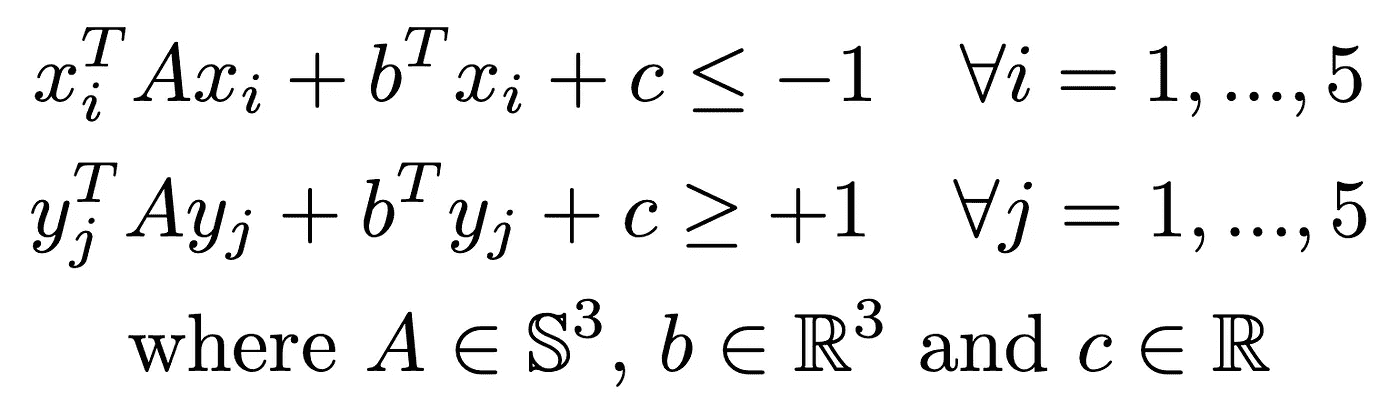 $x_i^T A x_i + b^T x_i + c \leq -1 \quad \forall i = 1, ..., 5$
$y_j^T A y_j + b^T y_j + c \geq +1 \quad \forall j = 1, ..., 5$
where $A \in \mathbb{S}^3$, $b \in \mathbb{R}^3$ and $c \in \mathbb{R}$